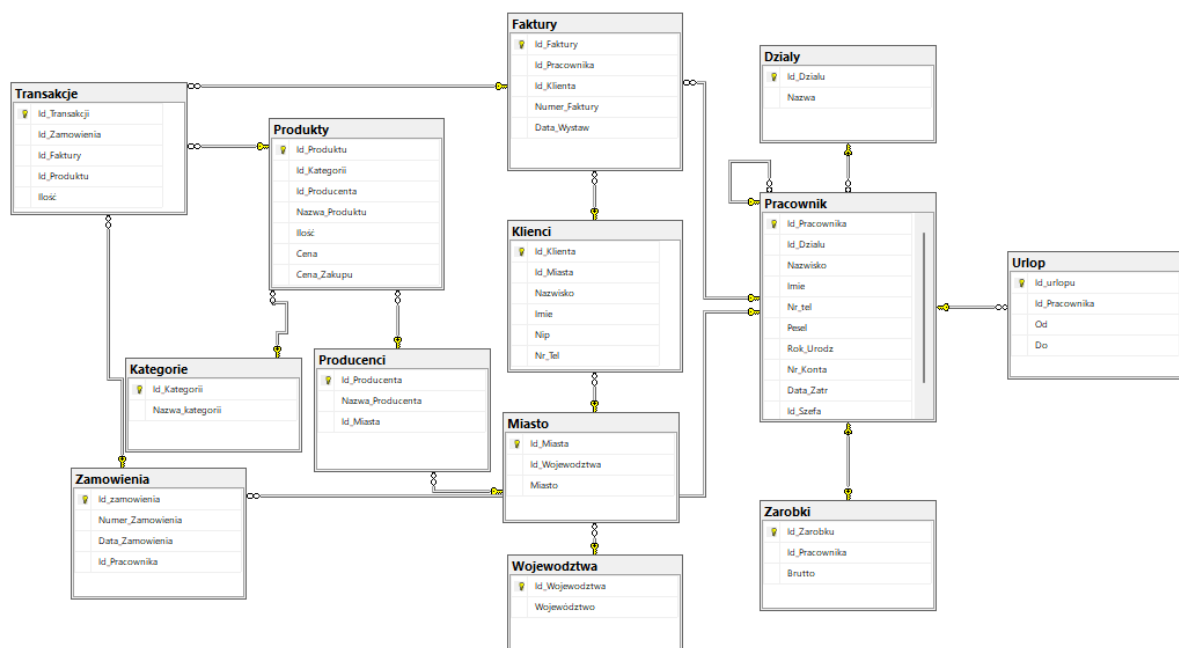 Faktury
Id_Faktury
Id_Pracownika
Id_Klienta
Numer_Faktury
Data_Wystaw
Dzialy
Id_Dzialu
Nazwa
Transakcje
Id_Transakcji
Id_Zamowienia
Id_Faktury
Id_Produktu
Ilość
Produkty
Id_Produktu
Id_Kategorii
Id_Producenta
Nazwa_Produktu
Ilość
Cena
Cena_Zakupu
Pracownik
Id_Pracownika
Id_Dzialu
Nazwisko
Imie
Nr_tel
Pesel
Rok_Urodz
Nr_Konta
Data_Zatr
Id_Szefa
Klienci
Id_Klienta
Id_Miasta
Nazwisko
Imie
Nip
Nr_Tel
Urlop
Id_urlopu
Id_Pracownika
Od
Do
Kategorie
Id_Kategorii
Nazwa_kategorii
Producenci
Id_Producenta
Nazwa_Producenta
Id_Miasta
Miasto
Id_Miasta
Id_Wojewodztwa
Miasto
Zamowienia
Id_zamowienia
Numer_Zamowienia
Data_Zamowienia
Id_Pracownika
Zarobki
Id_Zarobku
Id_Pracownika
Brutto
Wojewodztwa
Id_Wojewodztwa
Województwo